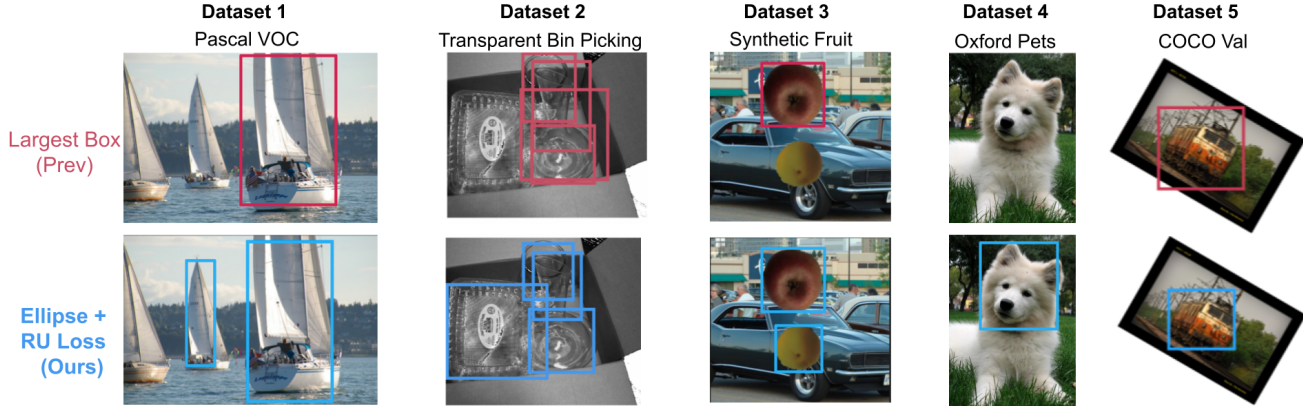 Dataset 1
Dataset 2
Dataset 3
Dataset 4
Dataset 5
Pascal VOC
Transparent Bin Picking
Synthetic Fruit
Oxford Pets
COCO Val
Largest Box
(Prev)
Ellipse +
RU Loss
(Ours)